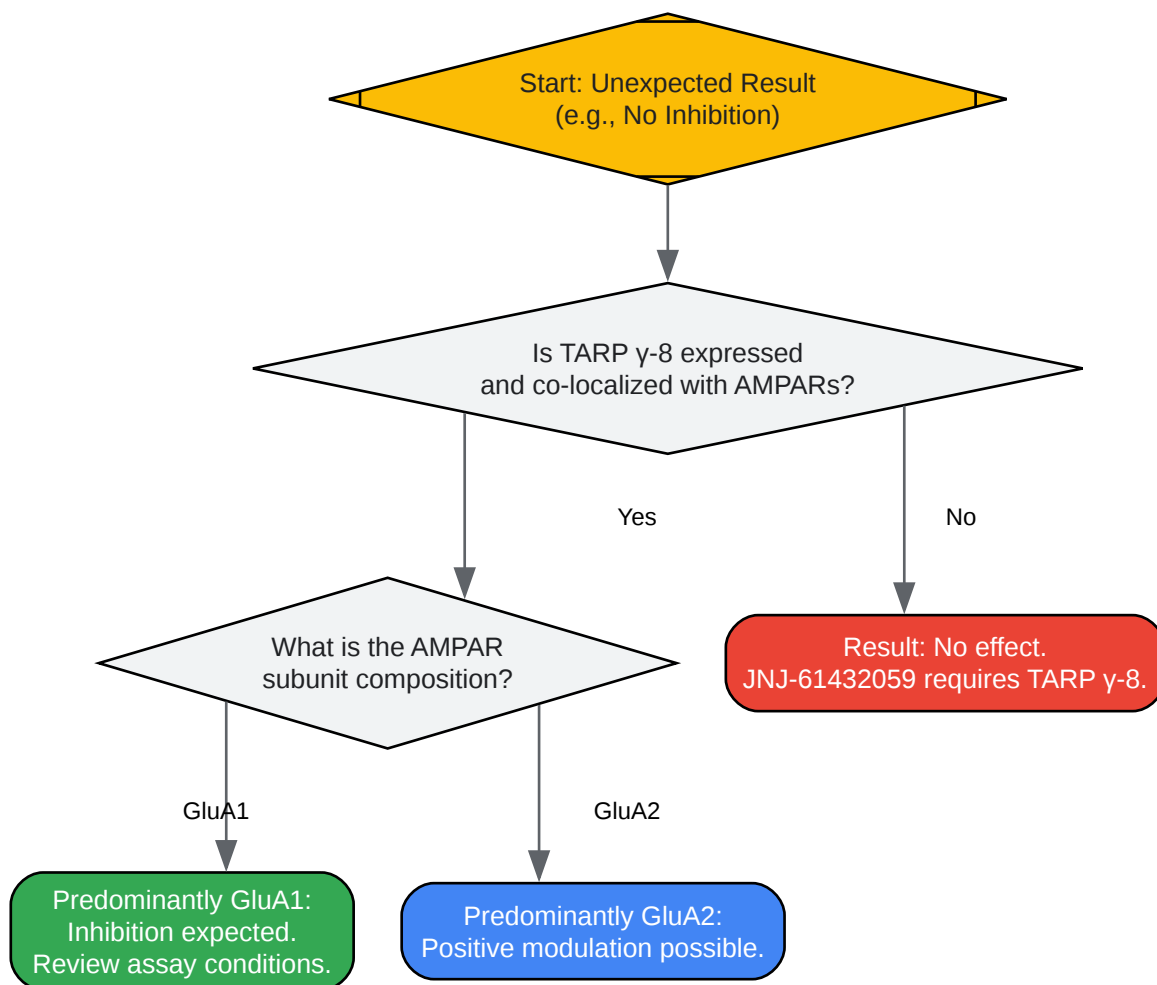 Start: Unexpected Result
(e.g., No Inhibition)
Is TARP γ-8 expressed
and co-localized with AMPARs?
Yes
No
What is the AMPAR
subunit composition?
Result: No effect.
JNJ-61432059 requires TARP γ-8.
GluA1
GluA2
Predominantly GluA1:
Inhibition expected.
Review assay conditions.
Predominantly GluA2:
Positive modulation possible.